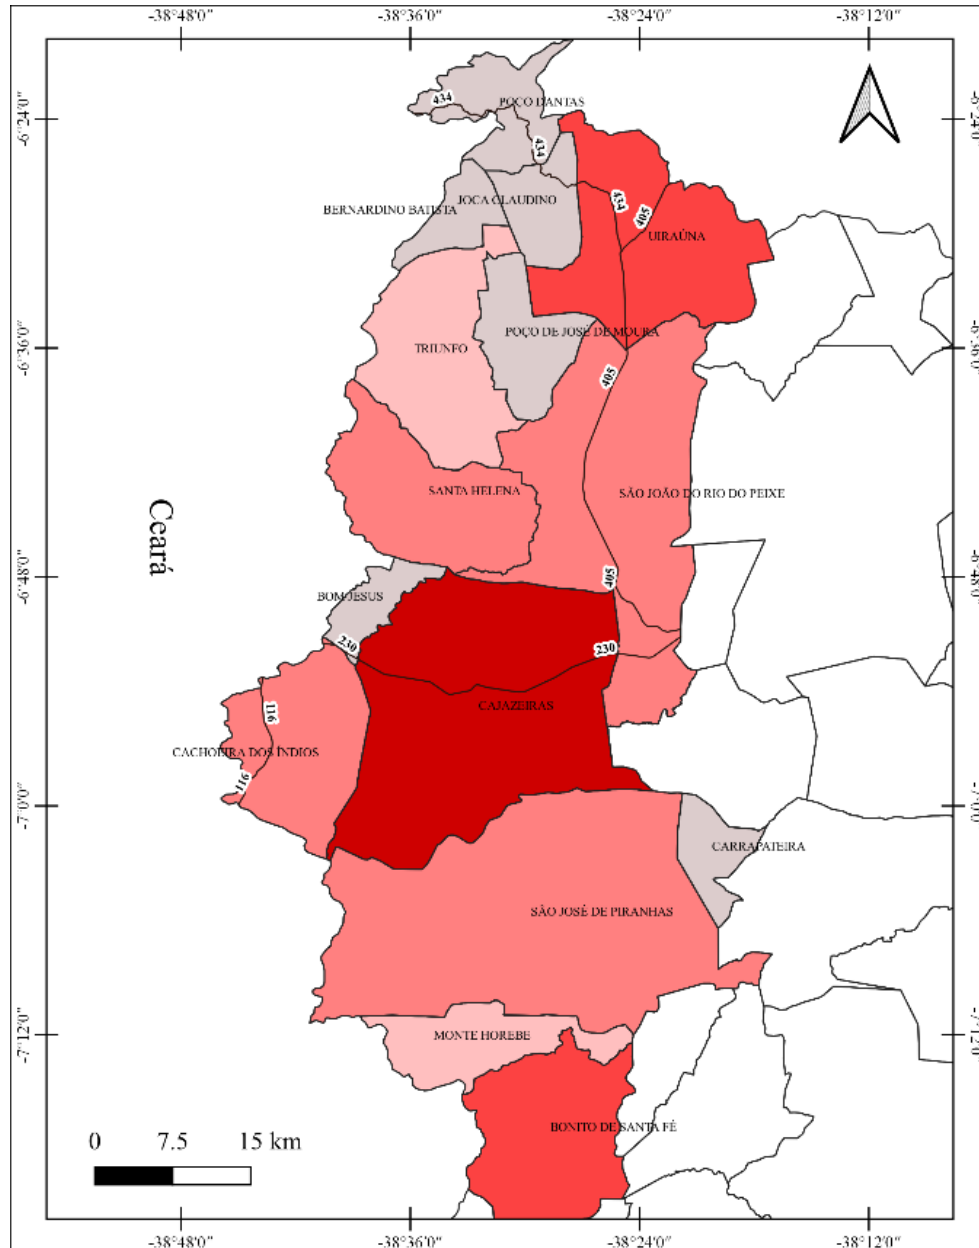 -38°48'0" -38°36'0" -38°24'0" -38°12'0"
-6°24'0" -6°24'0"
434
POÇO DANTAS
434
JOCA CLAUDINO
BERNARDINO BATISTA
434
405
UIRAÚNA
POÇO DE JOSÉ DE MOURA
TRIUNFO
-6°36'0" -6°36'0"
405
SANTA HELENA
SÃO JOÃO DO RIO DO PEIXE
Ceará
-6°48'0" -6°48'0"
405
BOM JESUS
230
230
CAJAZEIRAS
116
CACHOEIRA DOS ÍNDIOS
116
-7°0'0" -7°0'0"
CARRAPATEIRA
SÃO JOSÉ DE PIRANHAS
-7°12'0" -7°12'0"
MONTE HOREBE
BONITO DE SANTA FÉ
0 7.5 15 km
-38°48'0" -38°36'0" -38°24'0" -38°12'0"